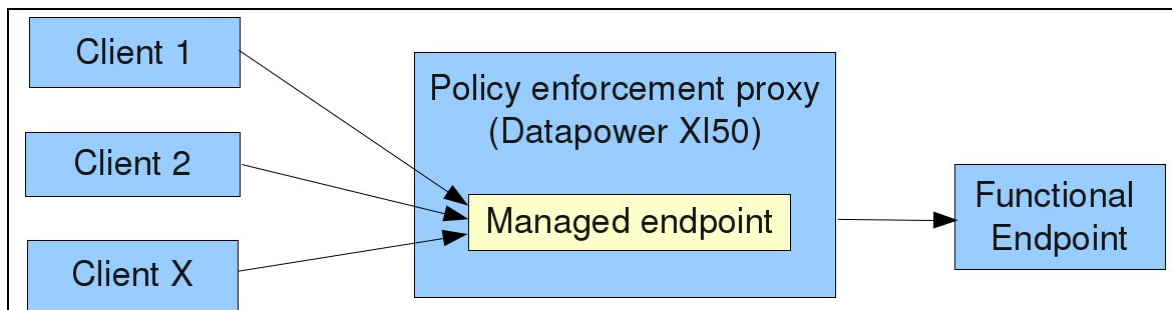 Client 1
Client 2
Client X
Policy enforcement proxy
(Datapower XI50)
Managed endpoint
Functional
Endpoint